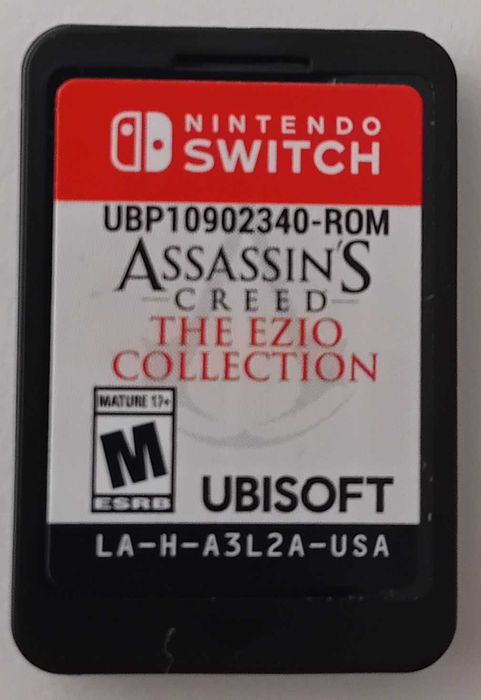 NINTENDO
SWITCH
UBP10902340-ROM
ASSASSIN'S
CREED
THE EZIO
COLLECTION
MATURE 17+
M
ESRB
UBISOFT
LA-H-A3L2A-USA